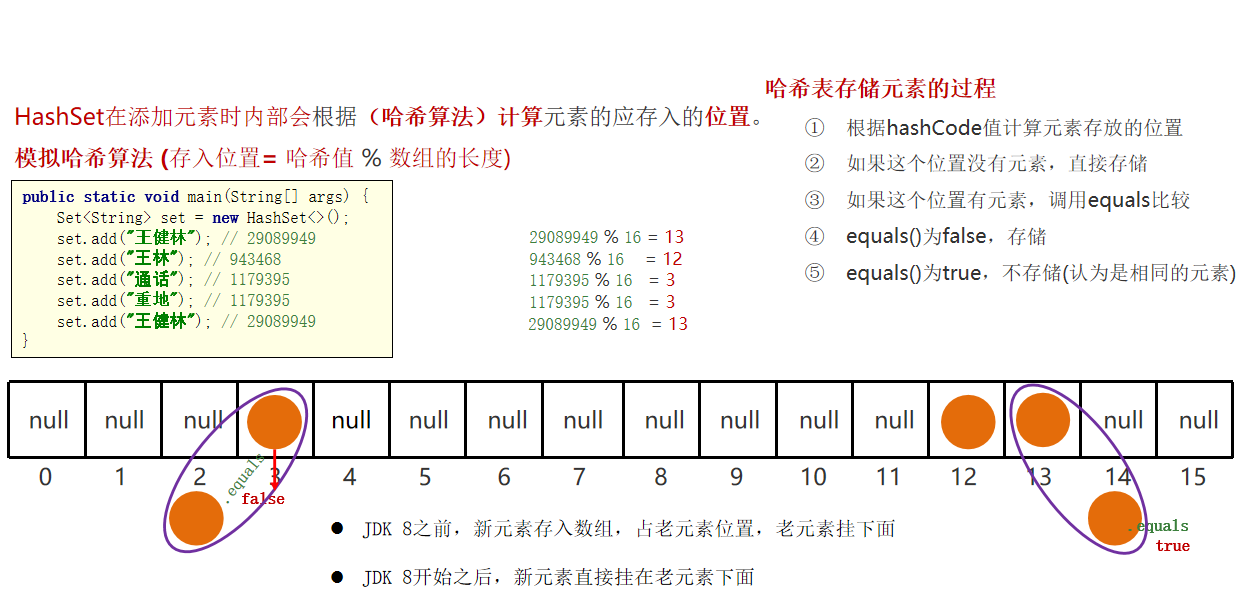 HashSet在添加元素时内部会根据（哈希算法）计算元素的应存入的位置。
模拟哈希算法 (存入位置= 哈希值 % 数组的长度)
public static void main(String[] args) {
Set<String> set = new HashSet<>();
set.add("王健林"); // 29089949
set.add("王林"); // 943468
set.add("通话"); // 1179395
set.add("重地"); // 1179395
set.add("王健林"); // 29089949
}
29089949 % 16 = 13
943468 % 16 = 12
1179395 % 16 = 3
1179395 % 16 = 3
29089949 % 16 = 13
哈希表存储元素的过程
① 根据hashCode值计算元素存放的位置
② 如果这个位置没有元素，直接存储
③ 如果这个位置有元素，调用equals比较
④ equals()为false，存储
⑤ equals()为true，不存储(认为是相同的元素)
null null null null null null null null null null null null null
0 1 2 3 4 5 6 7 8 9 10 11 12 13 14 15
.equals
false
.equals
true
● JDK 8之前，新元素存入数组，占老元素位置，老元素挂下面
● JDK 8开始之后，新元素直接挂在老元素下面